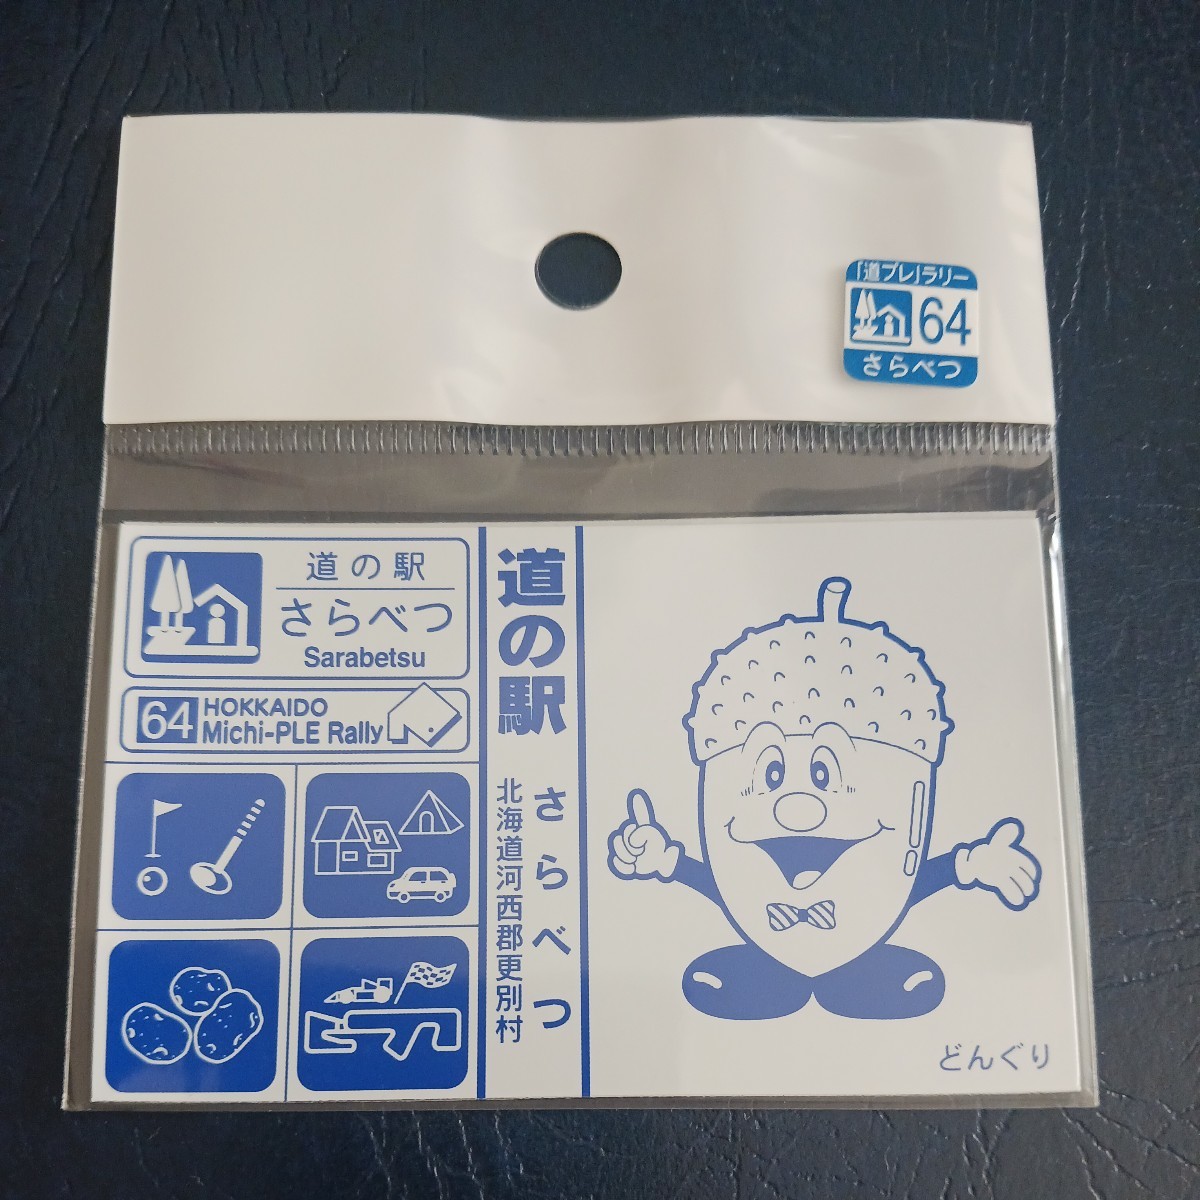 「道プレ」ラリー
64
さらべつ
道の駅
さらべつ
Sarabetsu
64
HOKKAIDO
Michi-PLE Rally
道の駅
さらべつ
北海道河西郡更別村
どんぐり